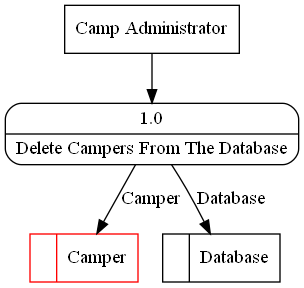 Camp Administrator
1.0
Delete Campers From The Database
Camper
Database
Camper
Database